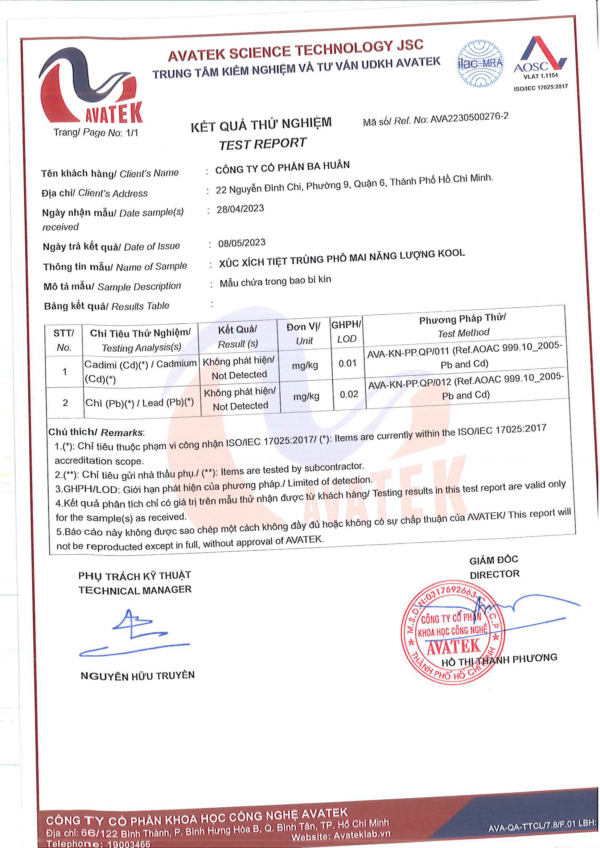 AVATEK SCIENCE TECHNOLOGY JSC
TRUNG TÂM KIỂM NGHIỆM VÀ TƯ VẤN UDKH AVATEK
ilac-MRA
AOSC
VLAT 1.1154
ISO/IEC 17025:2017
AVATEK
Trang/ Page No: 1/1
KẾT QUẢ THỬ NGHIỆM
Mã số/ Ref. No: AVA2230500276-2
TEST REPORT
Tên khách hàng/ Client's Name : CÔNG TY CỔ PHẦN BA HUÂN
Địa chỉ/ Client's Address : 22 Nguyễn Đình Chi, Phường 9, Quận 6, Thành Phố Hồ Chí Minh.
Ngày nhận mẫu/ Date sample(s) : 28/04/2023
received
Ngày trả kết quả/ Date of Issue : 08/05/2023
Thông tin mẫu/ Name of Sample : XÚC XÍCH TIỆT TRÙNG PHÔ MAI NĂNG LƯỢNG KOOL
Mô tả mẫu/ Sample Description : Mẫu chứa trong bao bì kín
Bảng kết quả/ Results Table :
STT/ Chỉ Tiêu Thử Nghiệm/ Kết Quả/ Đơn Vị/ GHPH/ Phương Pháp Thử/
No. Testing Analysis(s) Result (s) Unit LOD Test Method
1 Cadimi (Cd)(*) / Cadmium Không phát hiện/ mg/kg 0.01 AVA-KN-PP.QP/011 (Ref.AOAC 999.10_2005-
(Cd)(*) Not Detected Pb and Cd)
2 Chì (Pb)(*) / Lead (Pb)(*) Không phát hiện/ mg/kg 0.02 AVA-KN-PP.QP/012 (Ref.AOAC 999.10_2005-
Not Detected Pb and Cd)
Chú thích/ Remarks:
1.(*): Chỉ tiêu thuộc phạm vi công nhận ISO/IEC 17025:2017/ (*): Items are currently within the ISO/IEC 17025:2017
accreditation scope.
2.(**): Chỉ tiêu gửi nhà thầu phụ./ (**): Items are tested by subcontractor.
3.GHPH/LOD: Giới hạn phát hiện của phương pháp./ Limited of detection.
4.Kết quả phân tích chỉ có giá trị trên mẫu thử nhận được từ khách hàng/ Testing results in this test report are valid only
for the sample(s) as received.
5.Báo cáo này không được sao chép một cách không đầy đủ hoặc không có sự chấp thuận của AVATEK/ This report will
not be reproduced except in full, without approval of AVATEK.
AVATEK
PHỤ TRÁCH KỸ THUẬT
TECHNICAL MANAGER
GIÁM ĐỐC
DIRECTOR
M.S.D.N:0317692663
C.P
CÔNG TY CỔ PHẦN
KHOA HỌC CÔNG NGHỆ
AVATEK
THÀNH PHỐ HỒ CHÍ MINH
NGUYỄN HỮU TRUYỀN
HỒ THỊ THANH PHƯƠNG
CÔNG TY CỔ PHẦN KHOA HỌC CÔNG NGHỆ AVATEK
Địa chỉ: 66/122 Bình Thành, P. Bình Hưng Hòa B, Q. Bình Tân, TP. Hồ Chí Minh
Telephone: 19003466
Website: Avateklab.vn
AVA-QA-TTCL/7.8/F.01 LBH: